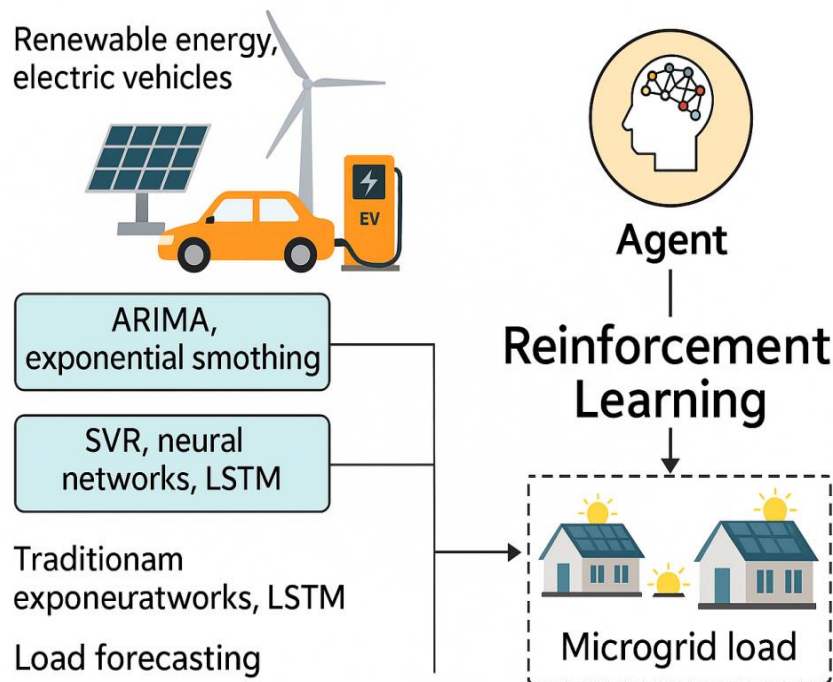 Renewable energy,
electric vehicles
EV
ARIMA,
exponential smothing
SVR, neural
networks, LSTM
Traditionam
exponeuratworks, LSTM
Load forecasting
Agent
Reinforcement
Learning
Microgrid load